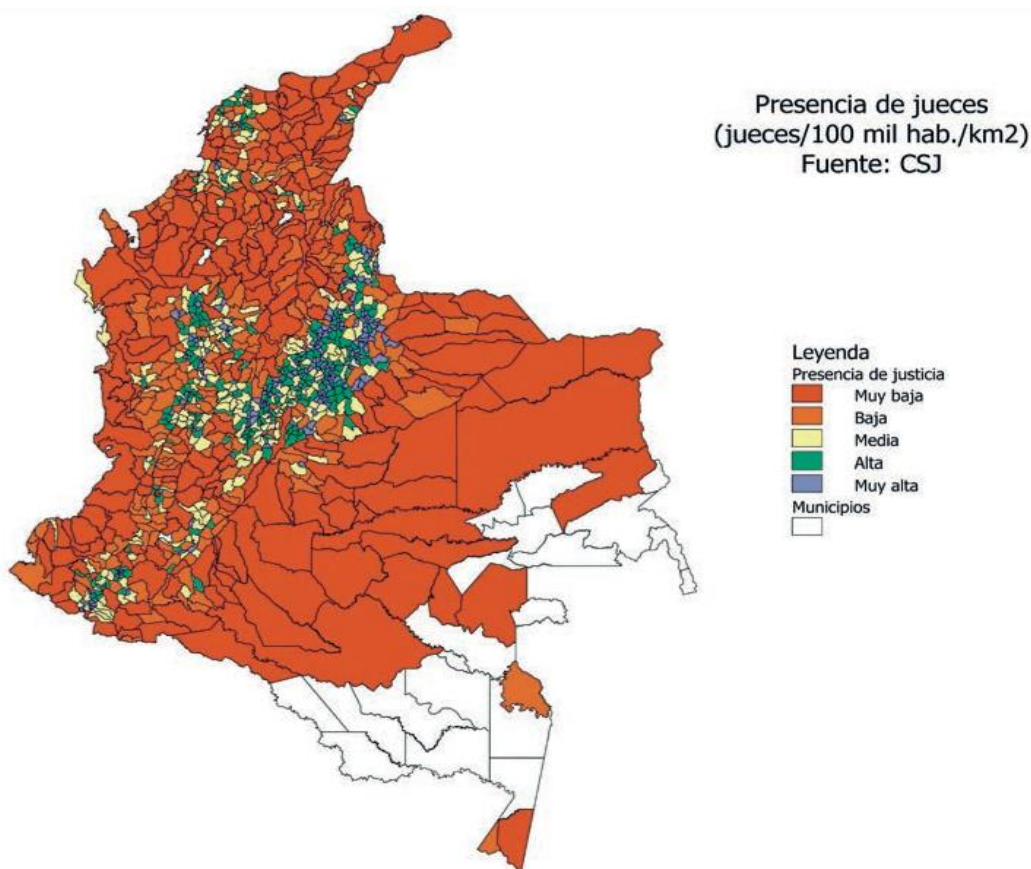 Presencia de jueces
(jueces/100 mil hab./km2)
Fuente: CSJ
Leyenda
Presencia de justicia
Muy baja
Baja
Media
Alta
Muy alta
Municipios